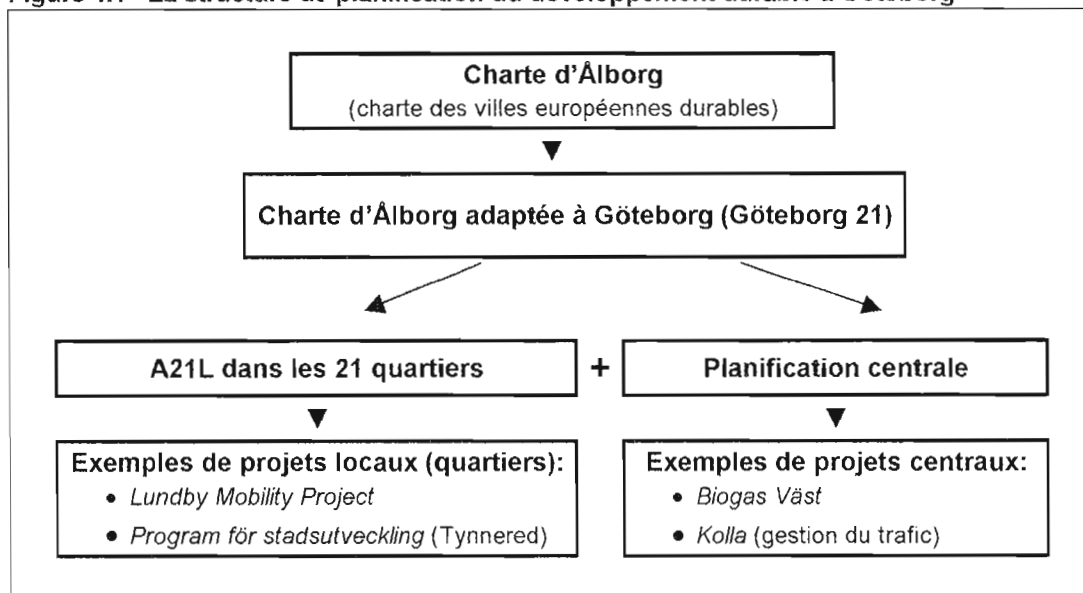 Charte d'Ålborg
(charte des villes européennes durables)
Charte d'Ålborg adaptée à Göteborg (Göteborg 21)
A21L dans les 21 quartiers + Planification centrale
Exemples de projets locaux (quartiers):
• Lundby Mobility Project
• Program för stadsutveckling (Tynnered)
Exemples de projets centraux:
• Biogas Väst
• Kolla (gestion du trafic)